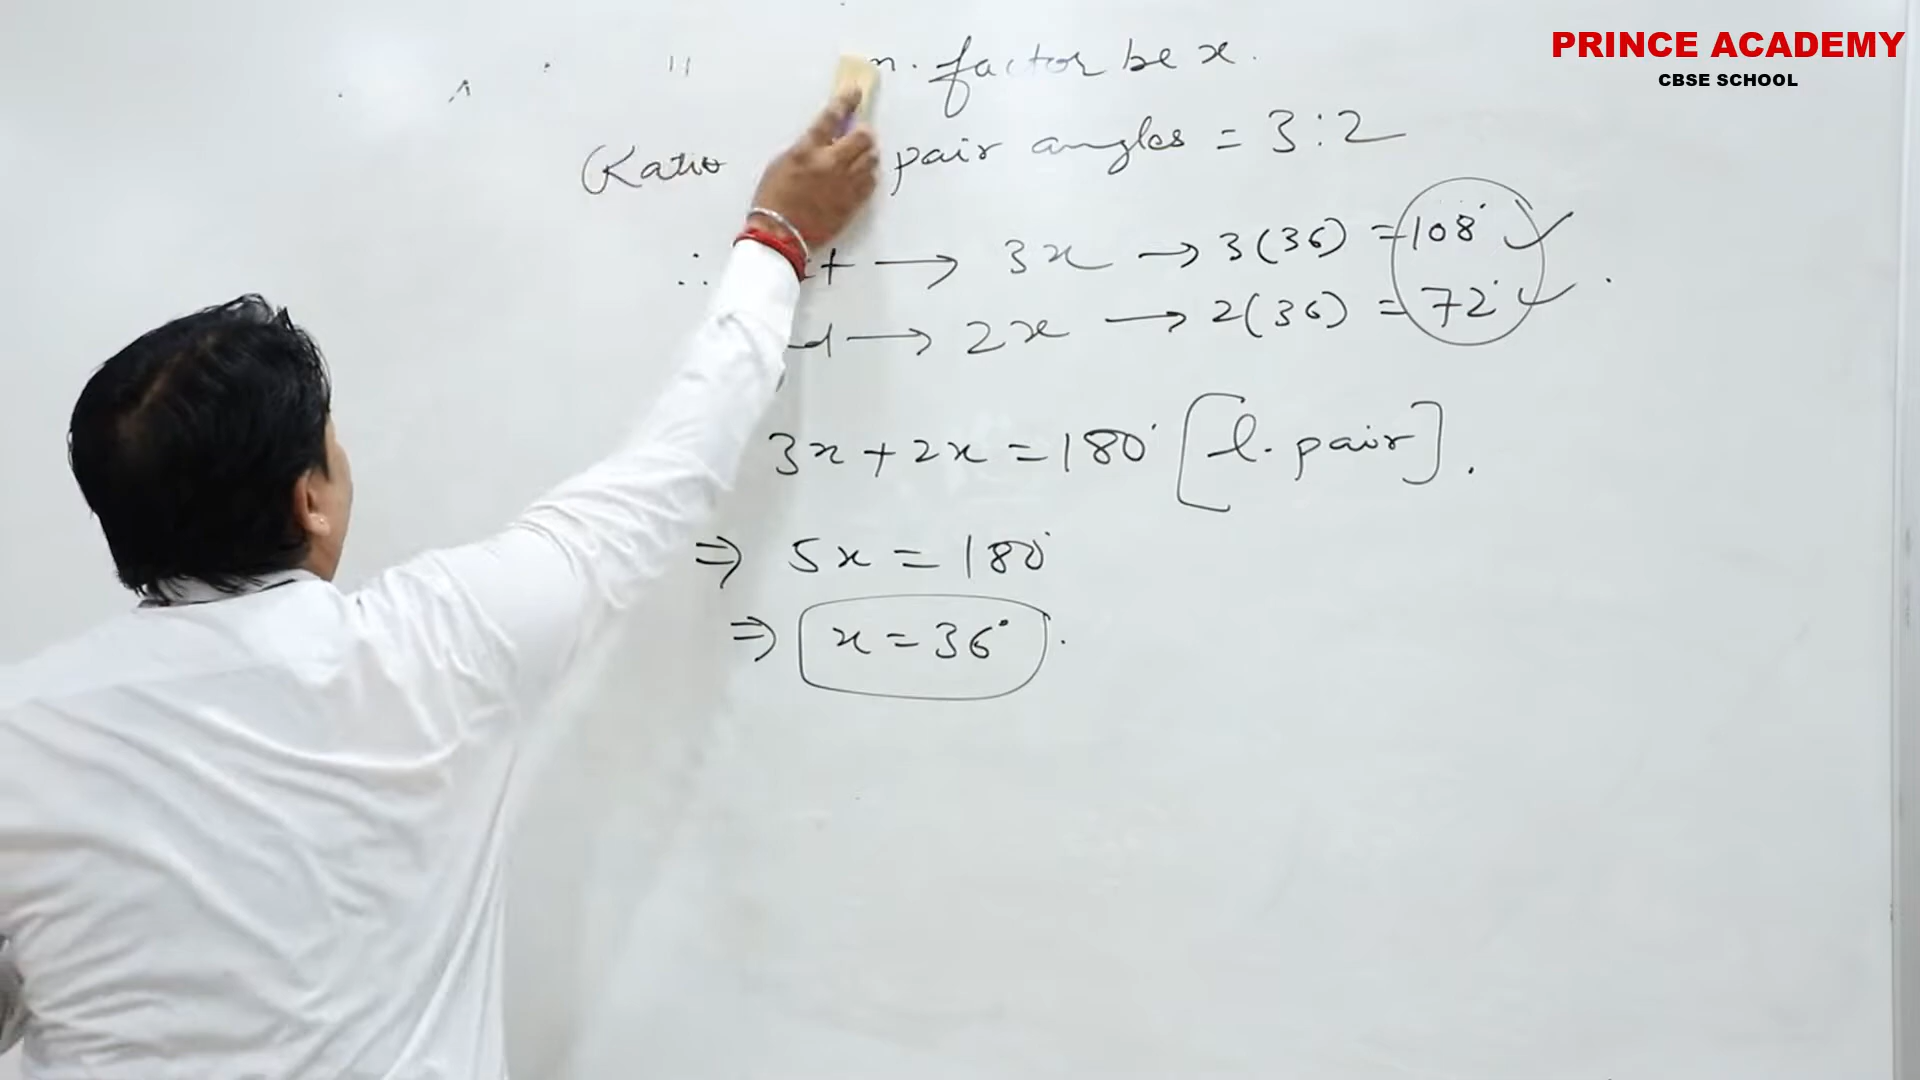 PRINCE ACADEMY
CBSE SCHOOL
n. factor be x.
Ratio pair angles = 3:2
∴ → 3x → 3(36) = 108° ✓
→ 2x → 2(36) = 72° ✓
3x + 2x = 180° [l. pair].
⇒ 5x = 180°
⇒ x = 36°.